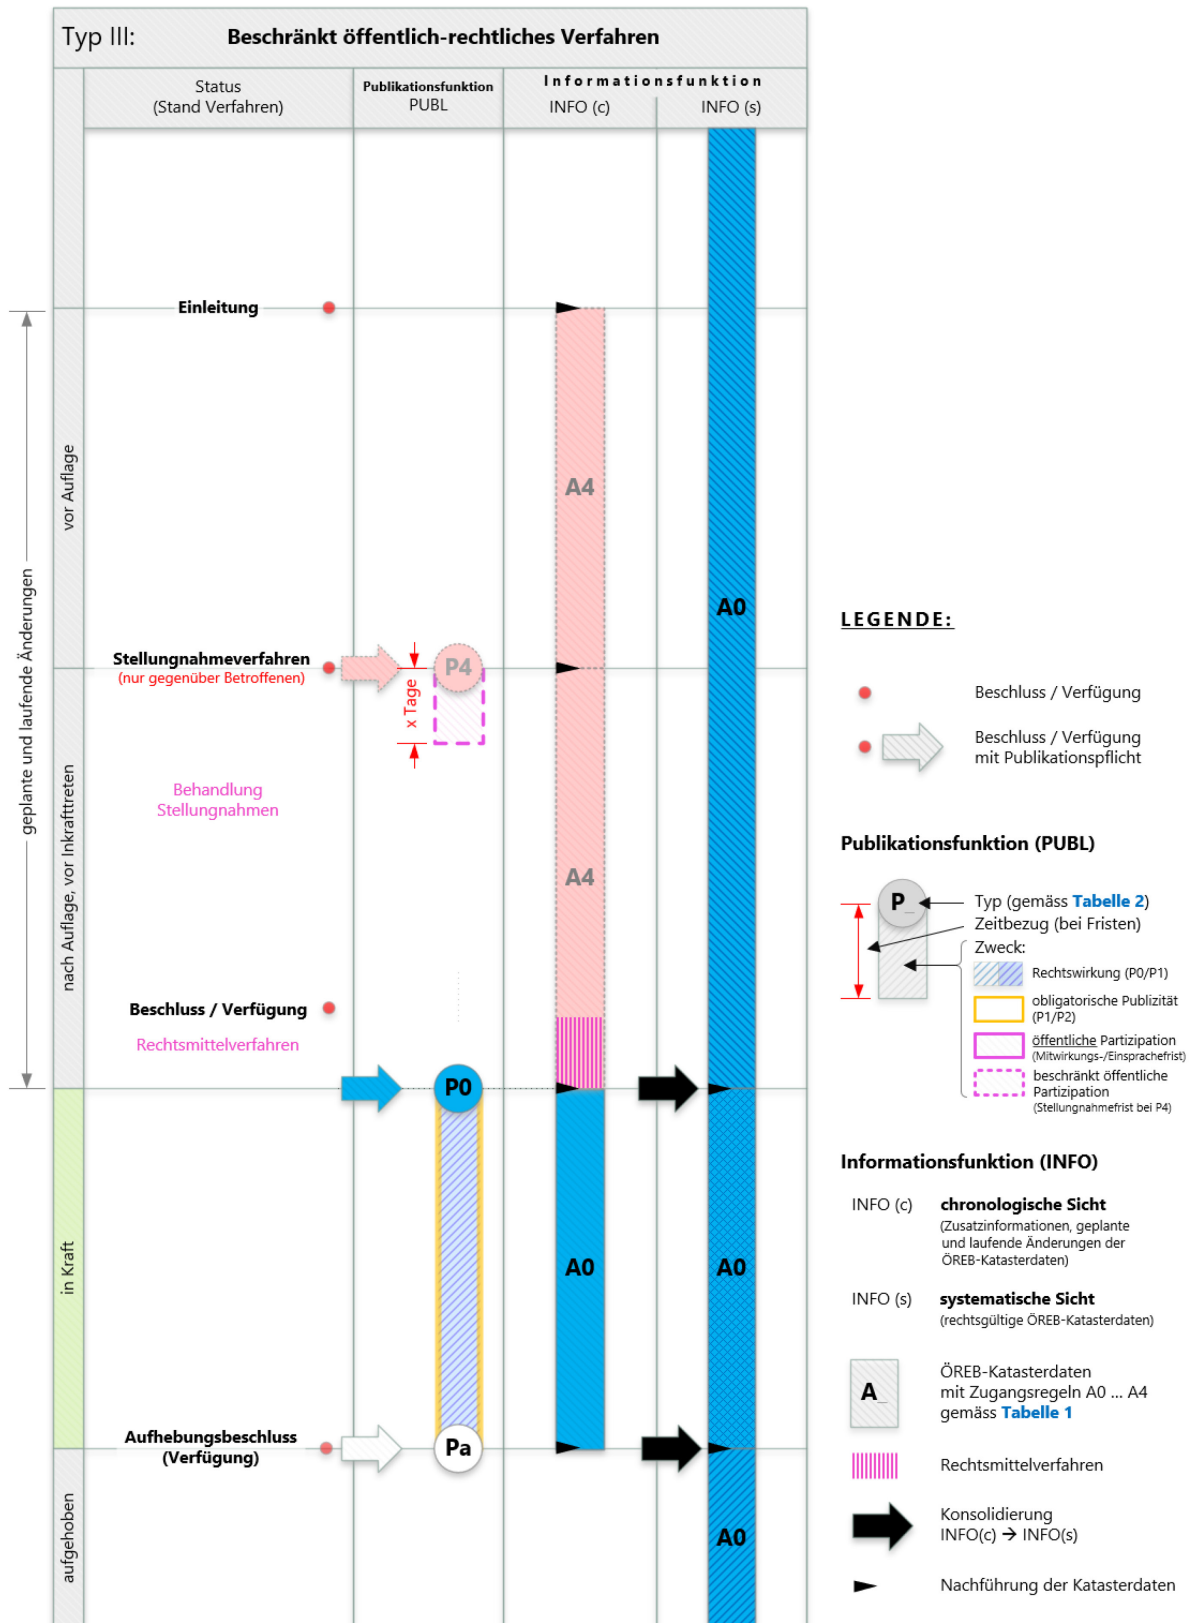 Typ III:
Beschränkt öffentlich-rechtliches Verfahren
Status
(Stand Verfahren)
Publikationsfunktion
PUBL
Informationsfunktion
INFO (c)
INFO (s)
geplante und laufende Änderungen
vor Auflage
nach Auflage, vor Inkrafttreten
in Kraft
aufgehoben
Einleitung
A4
A0
Stellungnahmeverfahren
(nur gegenüber Betroffenen)
P4
x Tage
Behandlung
Stellungnahmen
A4
Beschluss / Verfügung
Rechtsmittelverfahren
P0
A0
A0
Aufhebungsbeschluss
(Verfügung)
Pa
A0
LEGENDE:
Beschluss / Verfügung
Beschluss / Verfügung
mit Publikationspflicht
Publikationsfunktion (PUBL)
P_
Typ (gemäss Tabelle 2)
Zeitbezug (bei Fristen)
Zweck:
Rechtswirkung (P0/P1)
obligatorische Publizität
(P1/P2)
öffentliche Partizipation
(Mitwirkungs-/Einsprachefrist)
beschränkt öffentliche
Partizipation
(Stellungnahmefrist bei P4)
Informationsfunktion (INFO)
INFO (c)
chronologische Sicht
(Zusatzinformationen, geplante
und laufende Änderungen der
ÖREB-Katasterdaten)
INFO (s)
systematische Sicht
(rechtsgültige ÖREB-Katasterdaten)
A_
ÖREB-Katasterdaten
mit Zugangsregeln A0 ... A4
gemäss Tabelle 1
Rechtsmittelverfahren
Konsolidierung
INFO(c) → INFO(s)
Nachführung der Katasterdaten